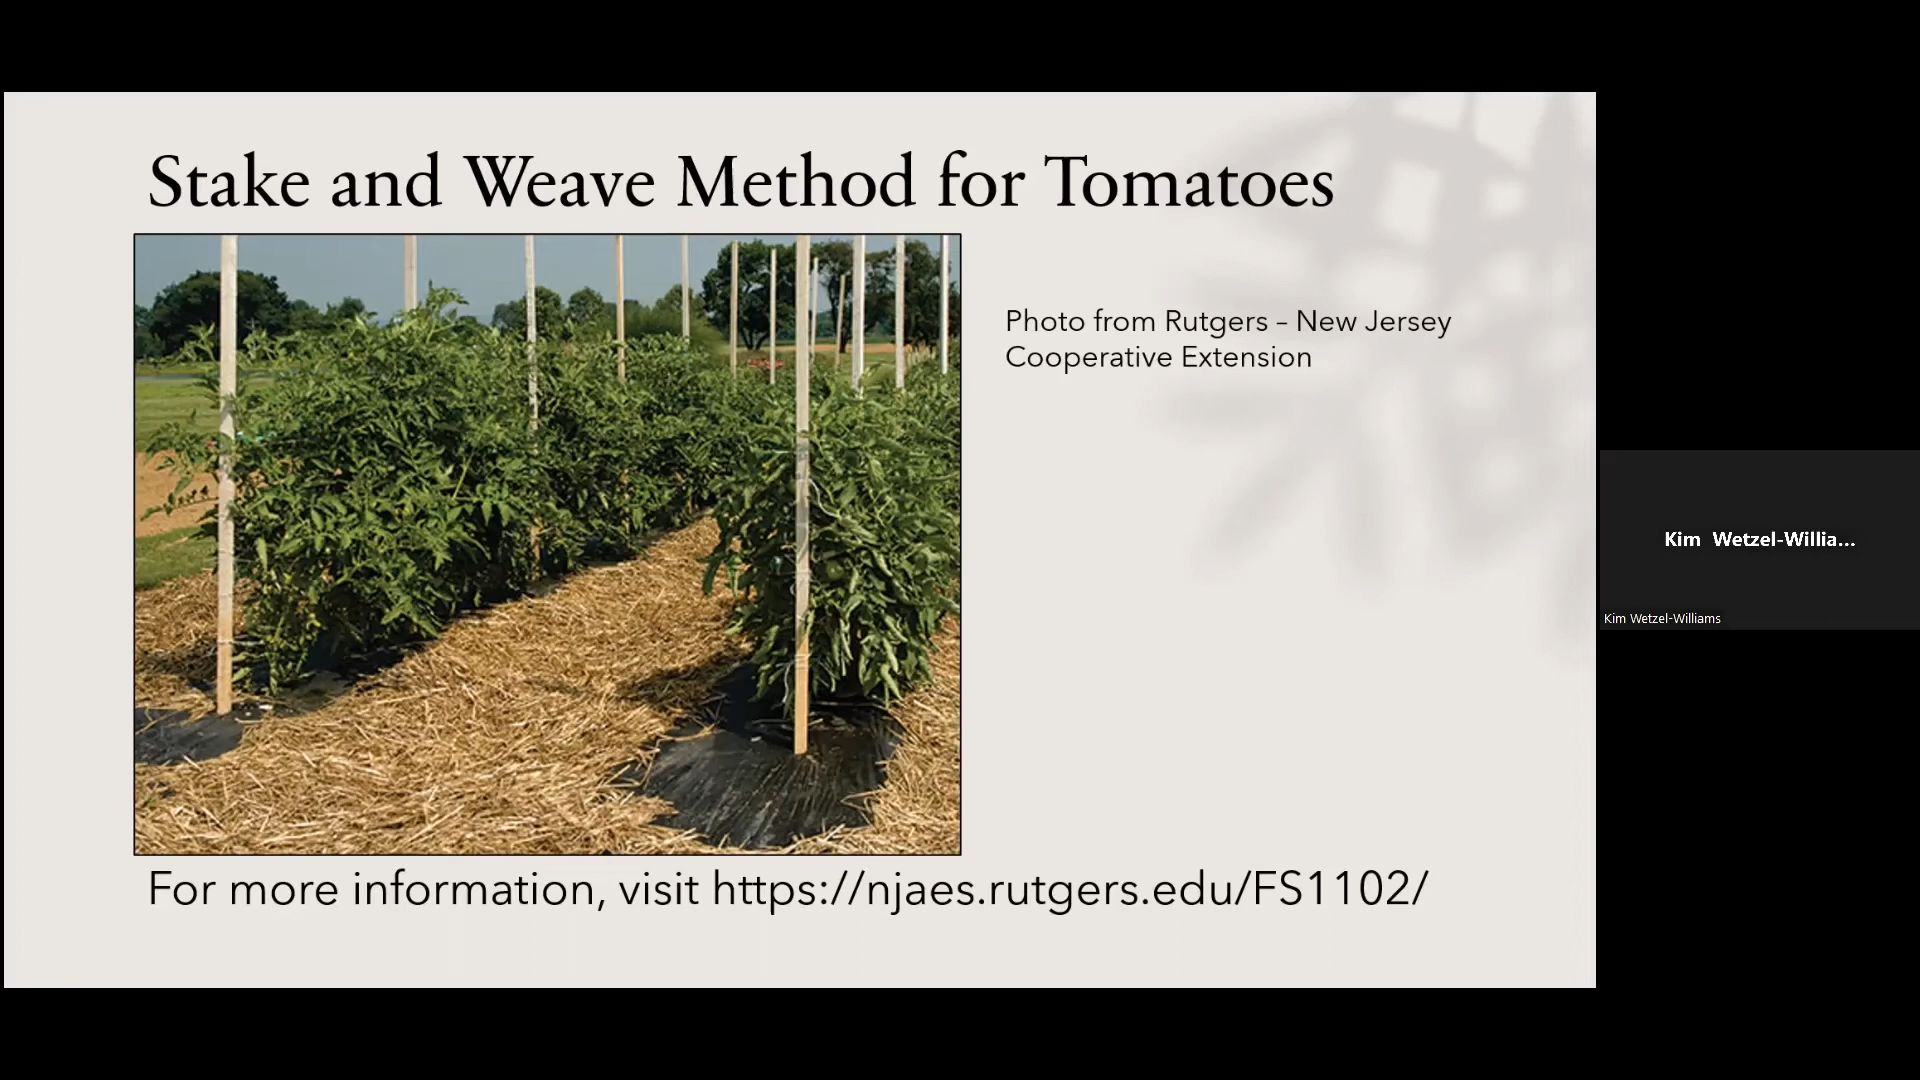 Stake and Weave Method for Tomatoes
Photo from Rutgers – New Jersey
Cooperative Extension
For more information, visit https://njaes.rutgers.edu/FS1102/
Kim Wetzel-Willia...
Kim Wetzel-Williams